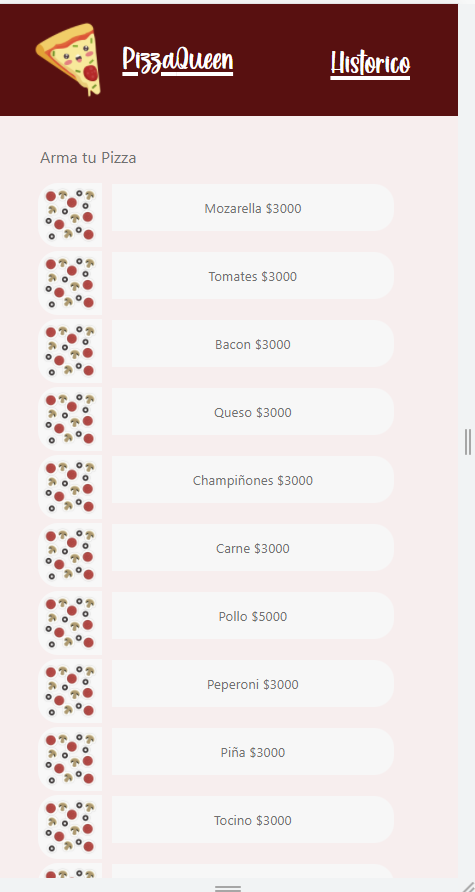 PizzaQueen
Historico
Arma tu Pizza
Mozarella $3000
Tomates $3000
Bacon $3000
Queso $3000
Champiñones $3000
Carne $3000
Pollo $5000
Peperoni $3000
Piña $3000
Tocino $3000